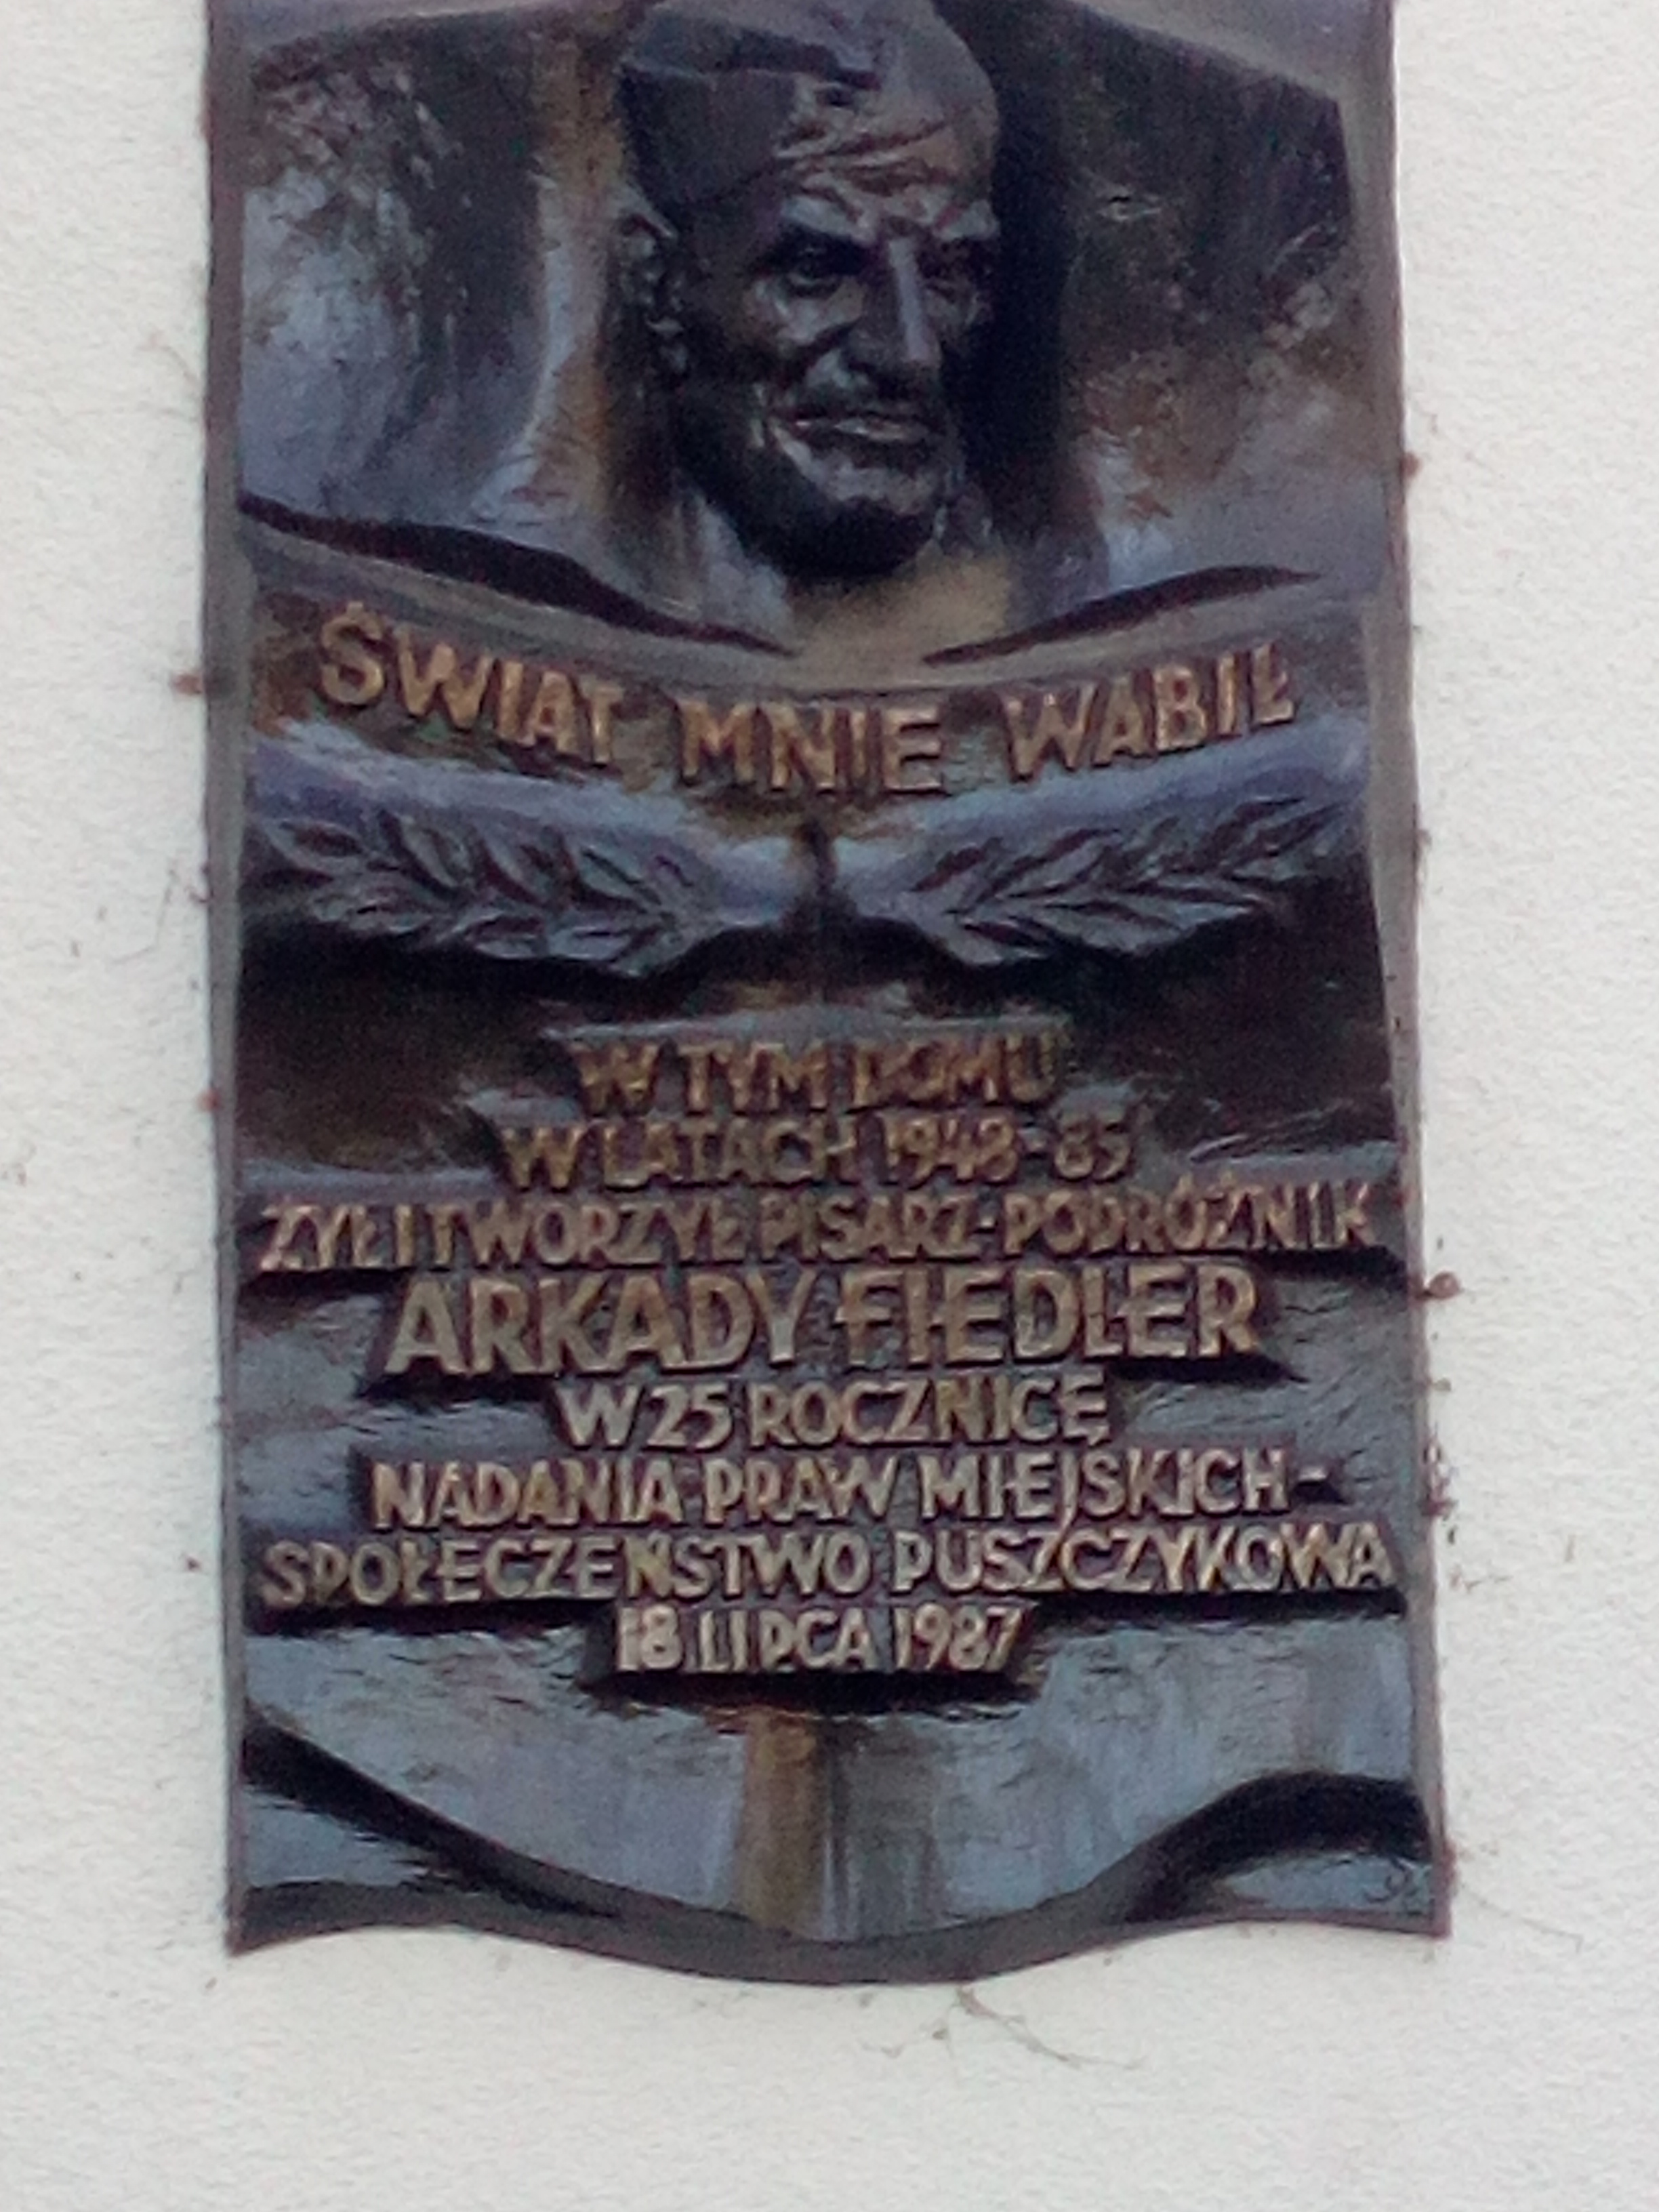 ŚWIAT MNIE WABIŁ
W TYM DOMU
W LATACH 1948-85
ŻYŁ I TWORZYŁ PISARZ-PODRÓŻNIK
ARKADY FIEDLER
W 25 ROCZNICĘ
NADANIA PRAW MIEJSKICH-
SPOŁECZEŃSTWO PUSZCZYKOWA
18 LIPCA 1987